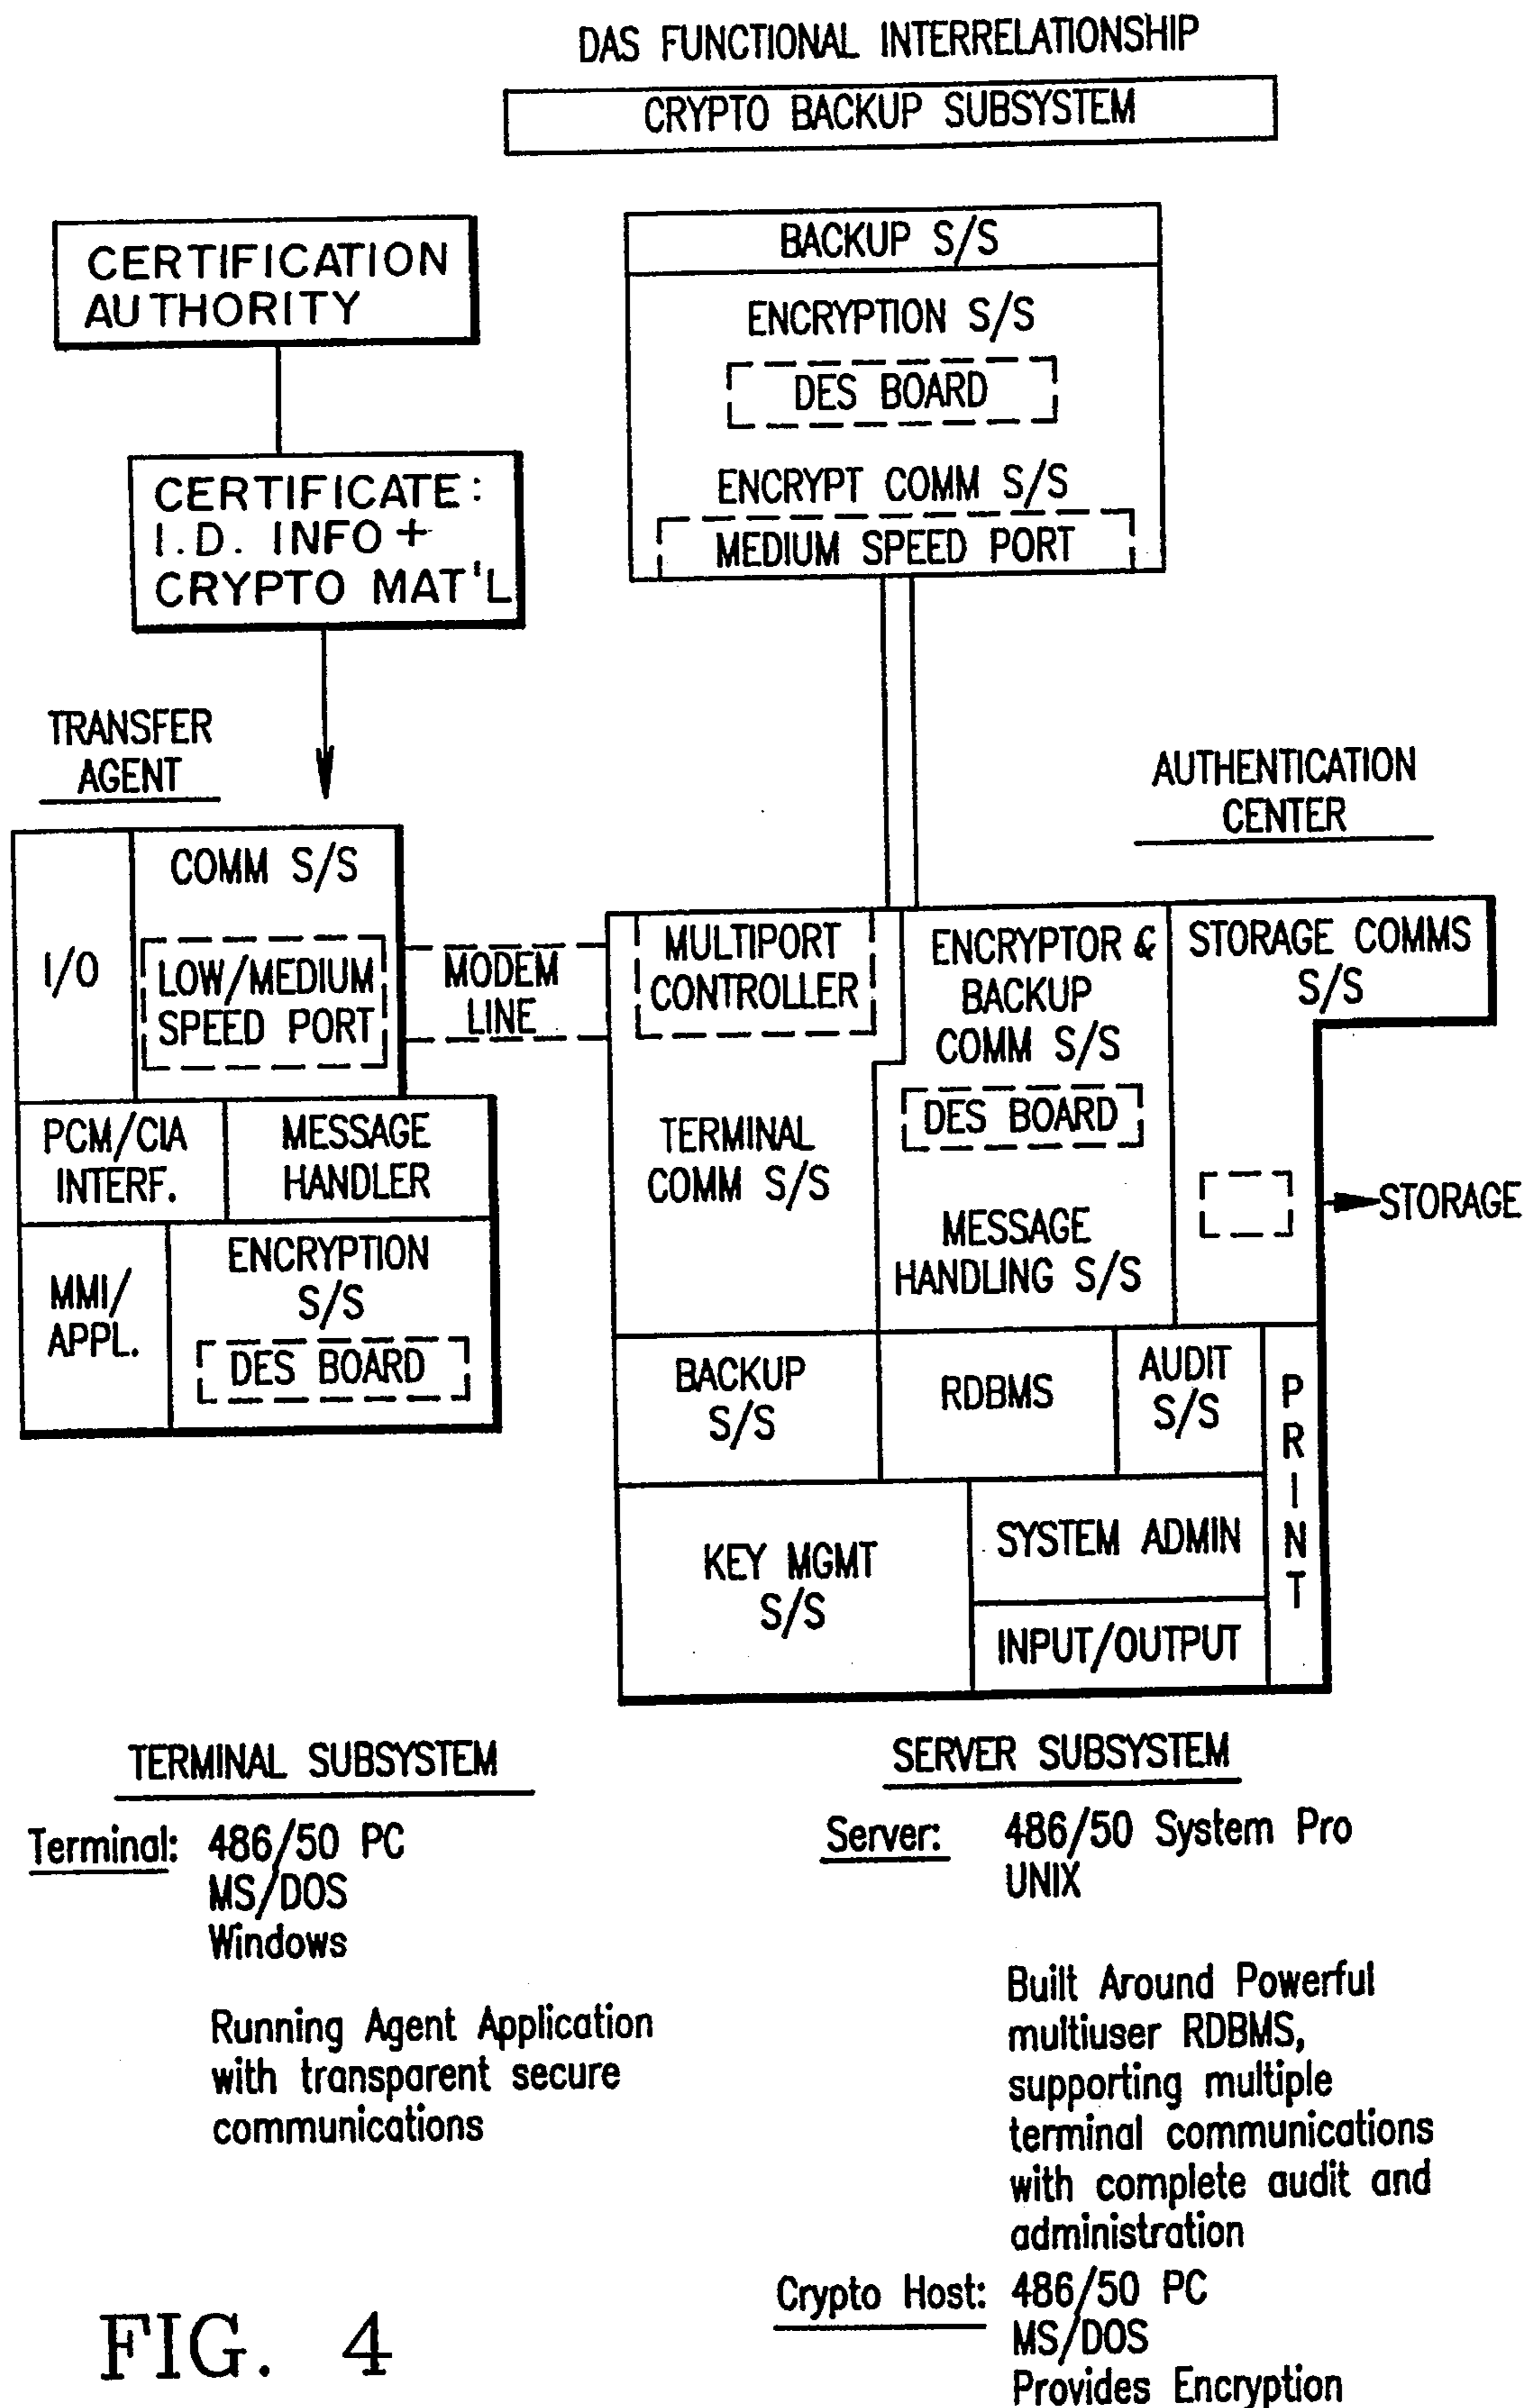 DAS FUNCTIONAL INTERRELATIONSHIP
CRYPTO BACKUP SUBSYSTEM
CERTIFICATION
AUTHORITY
CERTIFICATE:
I.D. INFO +
CRYPTO MAT'L
BACKUP S/S
ENCRYPTION S/S
DES BOARD
ENCRYPT COMM S/S
MEDIUM SPEED PORT
TRANSFER
AGENT
I/O
COMM S/S
LOW/MEDIUM
SPEED PORT
PCM/CIA
INTERF.
MESSAGE
HANDLER
MMI/
APPL.
ENCRYPTION
S/S
DES BOARD
MODEM
LINE
AUTHENTICATION
CENTER
MULTIPORT
CONTROLLER
TERMINAL
COMM S/S
ENCRYPTOR &
BACKUP
COMM S/S
DES BOARD
MESSAGE
HANDLING S/S
STORAGE COMMS
S/S
STORAGE
BACKUP
S/S
RDBMS
AUDIT
S/S
PRINT
KEY MGMT
S/S
SYSTEM ADMIN
INPUT/OUTPUT
TERMINAL SUBSYSTEM
Terminal: 486/50 PC
MS/DOS
Windows
Running Agent Application
with transparent secure
communications
SERVER SUBSYSTEM
Server: 486/50 System Pro
UNIX
Built Around Powerful
multiuser RDBMS,
supporting multiple
terminal communications
with complete audit and
administration
Crypto Host: 486/50 PC
MS/DOS
Provides Encryption
FIG. 4